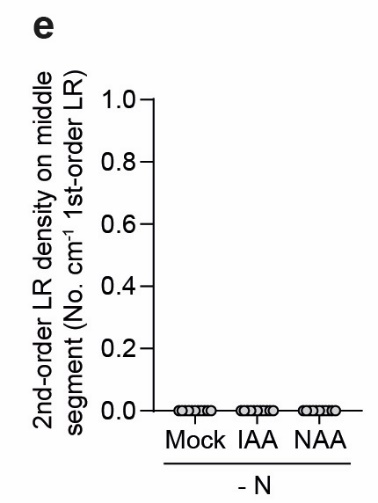 e
2nd-order LR density on middle
segment (No. cm⁻¹ 1st-order LR)
1.0
0.8
0.6
0.4
0.2
0.0
Mock IAA NAA
- N